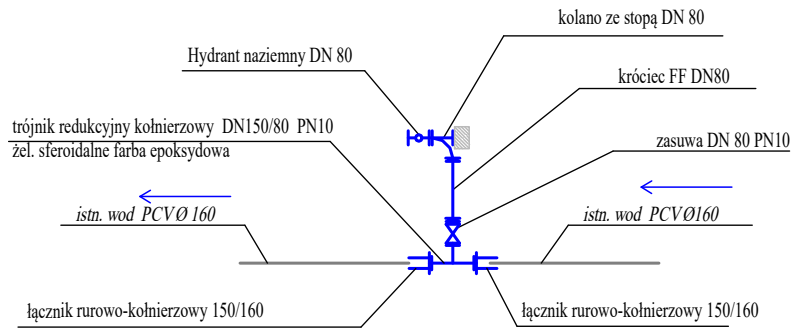 kolano ze stopą DN 80
Hydrant naziemny DN 80
króciec FF DN80
trójnik redukcyjny kołnierzowy DN150/80 PN10
żel. sferoidalne farba epoksydowa
zasuwa DN 80 PN10
istn. wod PCVØ 160
istn. wod PCVØ160
łącznik rurowo-kołnierzowy 150/160
łącznik rurowo-kołnierzowy 150/160